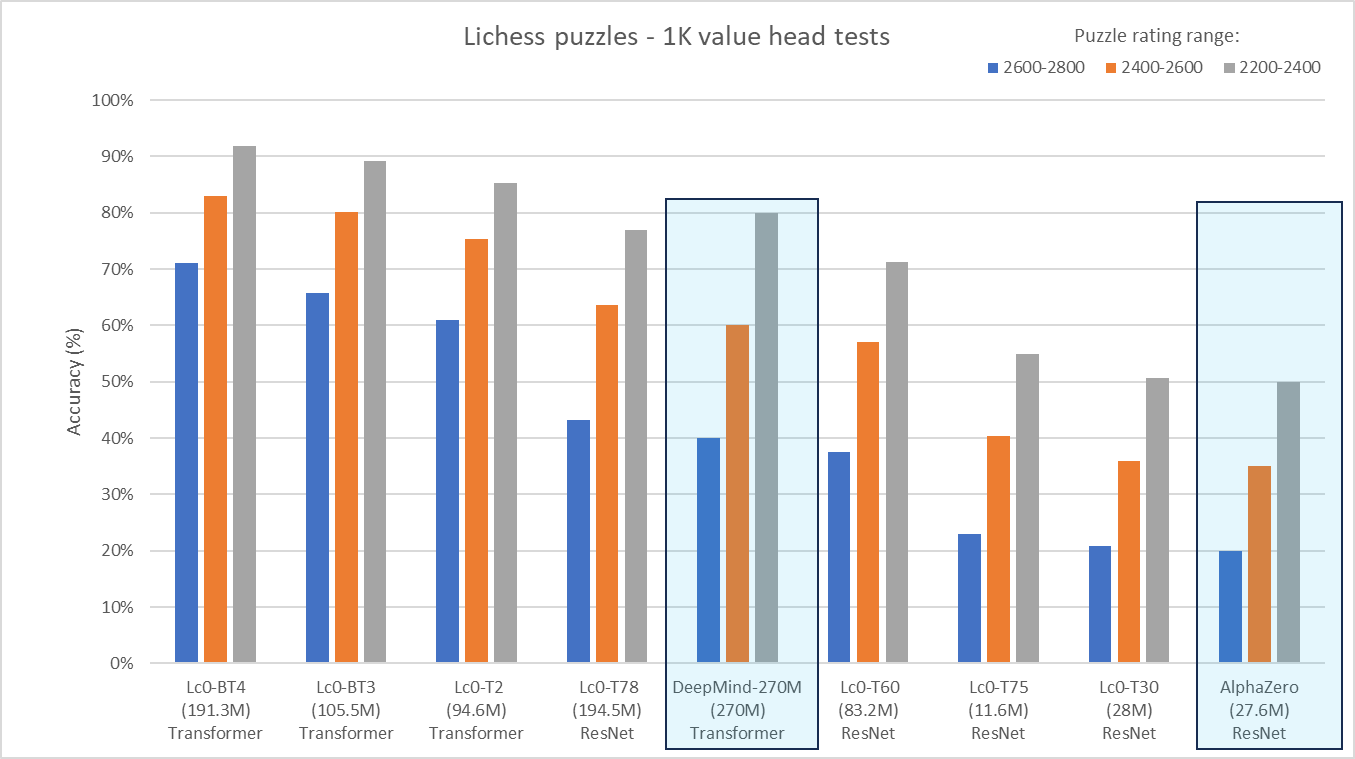 Lichess puzzles - 1K value head tests
Puzzle rating range:
2600-2800 2400-2600 2200-2400
100%
90%
80%
70%
60%
50%
40%
30%
20%
10%
0%
Accuracy (%)
Lc0-BT4 Lc0-BT3 Lc0-T2 Lc0-T78 DeepMind-270M Lc0-T60 Lc0-T75 Lc0-T30 AlphaZero
(191.3M) (105.5M) (94.6M) (194.5M) (270M) (83.2M) (11.6M) (28M) (27.6M)
Transformer Transformer Transformer ResNet Transformer ResNet ResNet ResNet ResNet